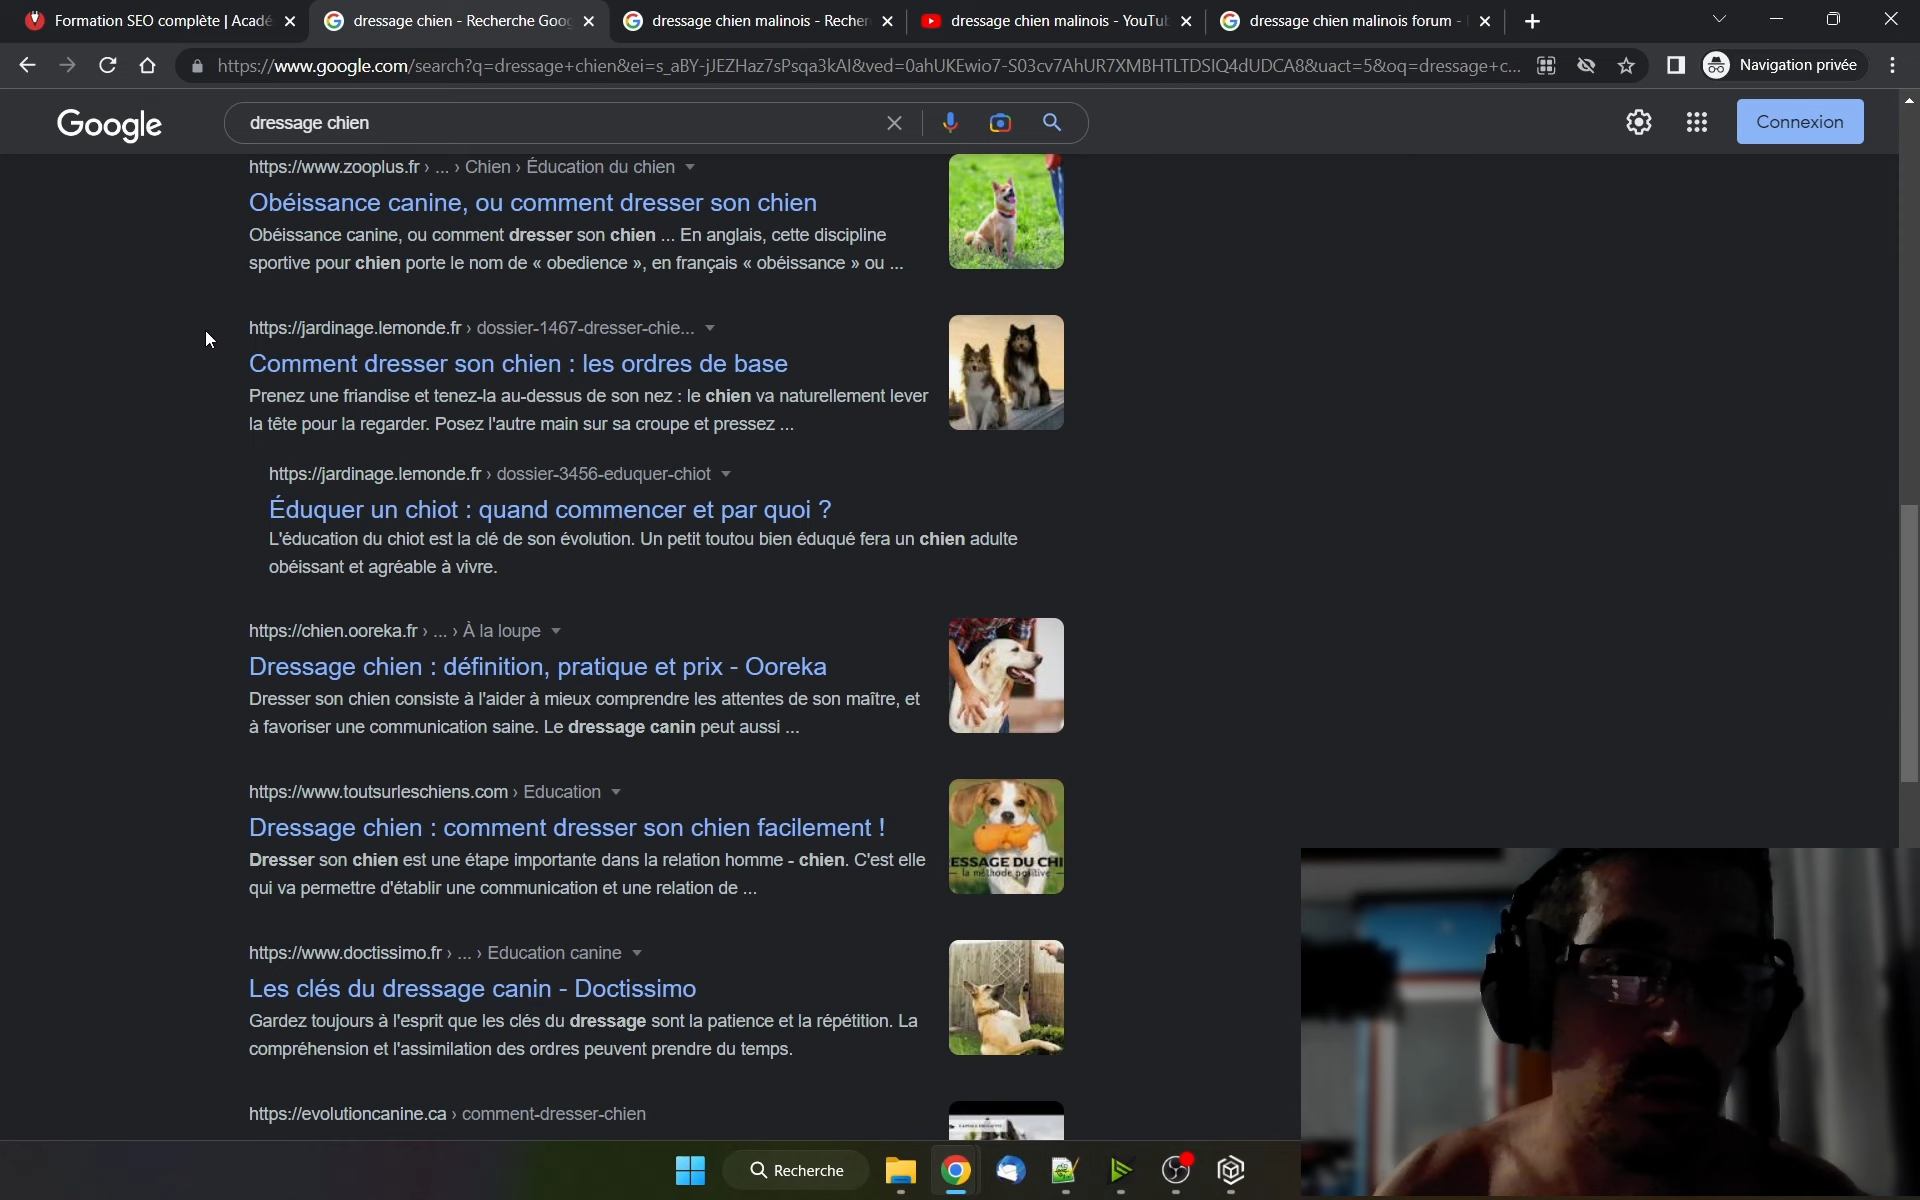 Formation SEO complète | Acadé
dressage chien - Recherche Goog
dressage chien malinois - Recher
dressage chien malinois - YouTu
dressage chien malinois forum -
https://www.google.com/search?q=dressage+chien&ei=s_aBY-jJEZHaz7sPsqa3kAI&ved=0ahUKEwio7-S03cv7AhUR7XMBHTLTDSIQ4dUDCA8&uact=5&oq=dressage+c...
Navigation privée
Google
dressage chien
Connexion
https://www.zooplus.fr › ... › Chien › Éducation du chien
Obéissance canine, ou comment dresser son chien
Obéissance canine, ou comment dresser son chien ... En anglais, cette discipline
sportive pour chien porte le nom de « obedience », en français « obéissance » ou ...
https://jardinage.lemonde.fr › dossier-1467-dresser-chie...
Comment dresser son chien : les ordres de base
Prenez une friandise et tenez-la au-dessus de son nez : le chien va naturellement lever
la tête pour la regarder. Posez l'autre main sur sa croupe et pressez ...
https://jardinage.lemonde.fr › dossier-3456-eduquer-chiot
Éduquer un chiot : quand commencer et par quoi ?
L'éducation du chiot est la clé de son évolution. Un petit toutou bien éduqué fera un chien adulte
obéissant et agréable à vivre.
https://chien.ooreka.fr › ... › À la loupe
Dressage chien : définition, pratique et prix - Ooreka
Dresser son chien consiste à l'aider à mieux comprendre les attentes de son maître, et
à favoriser une communication saine. Le dressage canin peut aussi ...
https://www.toutsurleschiens.com › Education
Dressage chien : comment dresser son chien facilement !
Dresser son chien est une étape importante dans la relation homme - chien. C'est elle
qui va permettre d'établir une communication et une relation de ...
ESSAGE DU CHI
la méthode positive
https://www.doctissimo.fr › ... › Education canine
Les clés du dressage canin - Doctissimo
Gardez toujours à l'esprit que les clés du dressage sont la patience et la répétition. La
compréhension et l'assimilation des ordres peuvent prendre du temps.
https://evolutioncanine.ca › comment-dresser-chien
Recherche